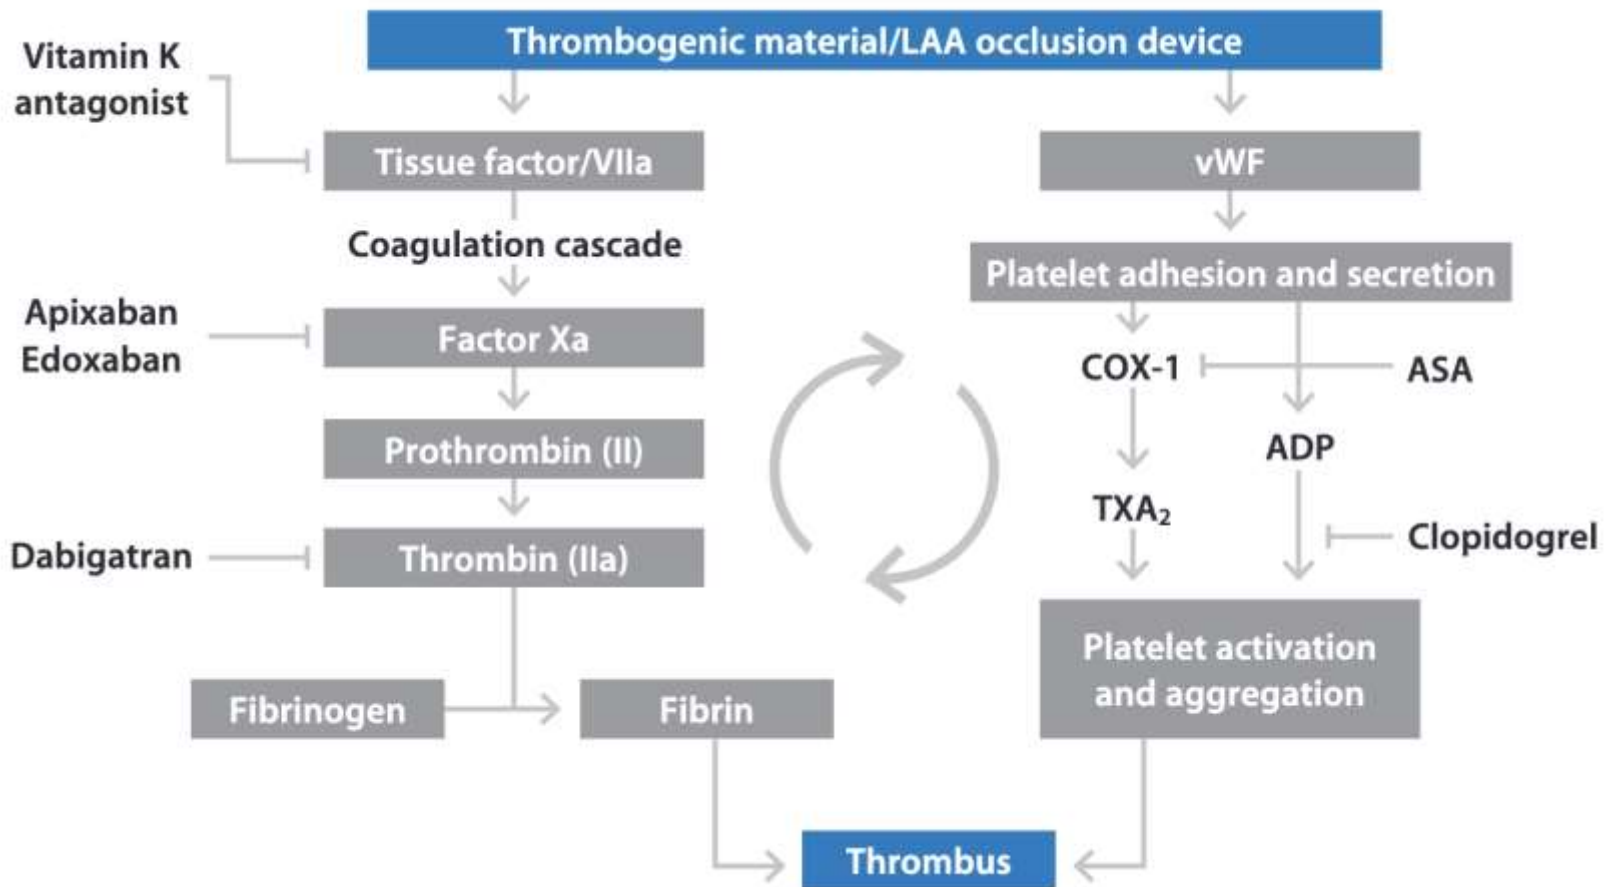 Thrombogenic material/LAA occlusion device
Vitamin K
antagonist
Tissue factor/VIIa
vWF
Coagulation cascade
Platelet adhesion and secretion
Apixaban
Edoxaban
Factor Xa
COX-1
ASA
Prothrombin (II)
ADP
TXA₂
Dabigatran
Thrombin (IIa)
Clopidogrel
Platelet activation
and aggregation
Fibrinogen
Fibrin
Thrombus